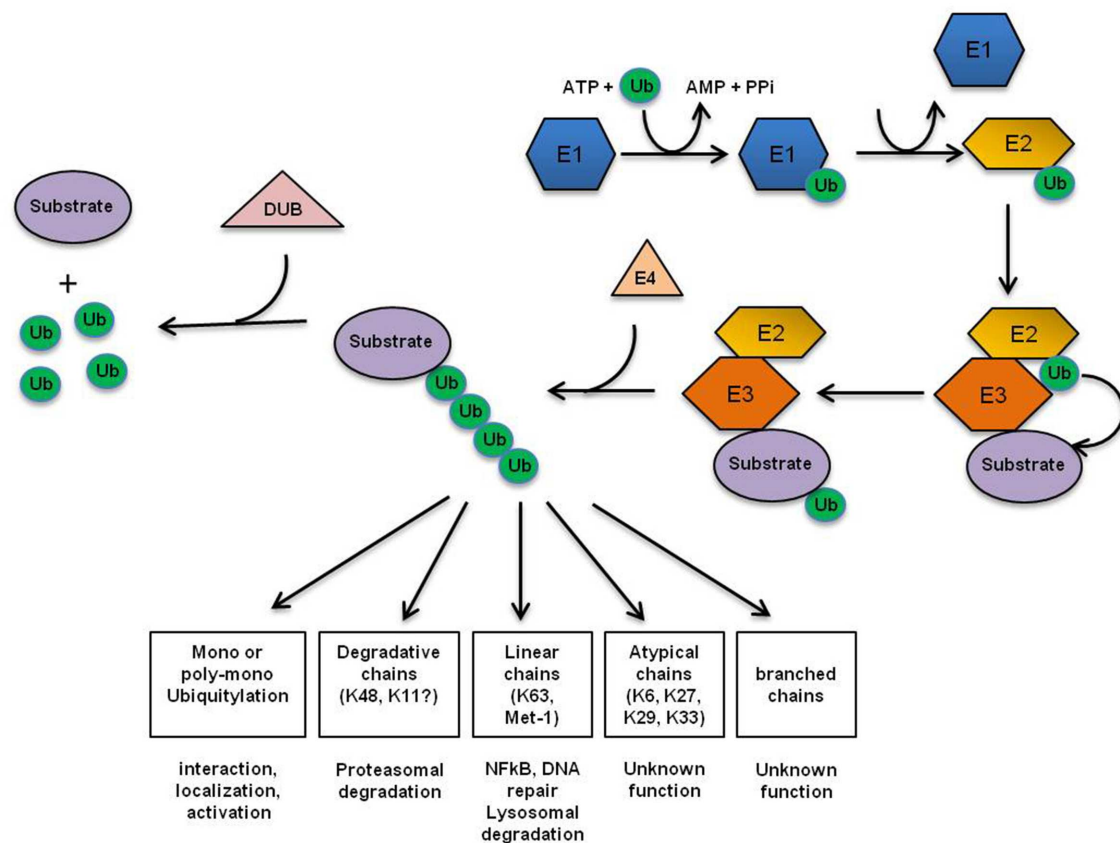 E1
ATP + Ub AMP + PPi
E1
E1
Ub
E2
Ub
Substrate
DUB
+
Ub
Ub
Ub
Ub
E4
Substrate
Ub
Ub
Ub
Ub
E2
E3
Substrate
Ub
E2
Ub
E3
Substrate
Mono or
poly-mono
Ubiquitylation
Degradative
chains
(K48, K11?)
Linear
chains
(K63,
Met-1)
Atypical
chains
(K6, K27,
K29, K33)
branched
chains
interaction,
localization,
activation
Proteasomal
degradation
NFkB, DNA
repair
Lysosomal
degradation
Unknown
function
Unknown
function